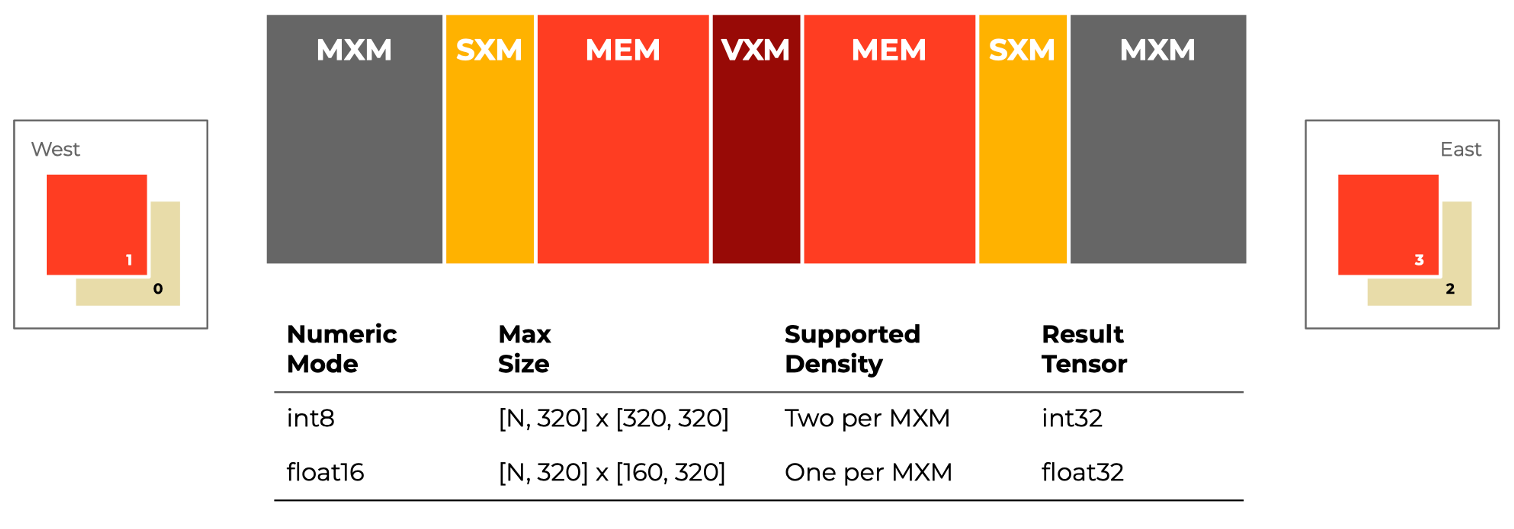 MXM SXM MEM VXM MEM SXM MXM
West
1
0
East
3
2
Numeric Mode Max Size Supported Density Result Tensor
int8 [N, 320] x [320, 320] Two per MXM int32
float16 [N, 320] x [160, 320] One per MXM float32